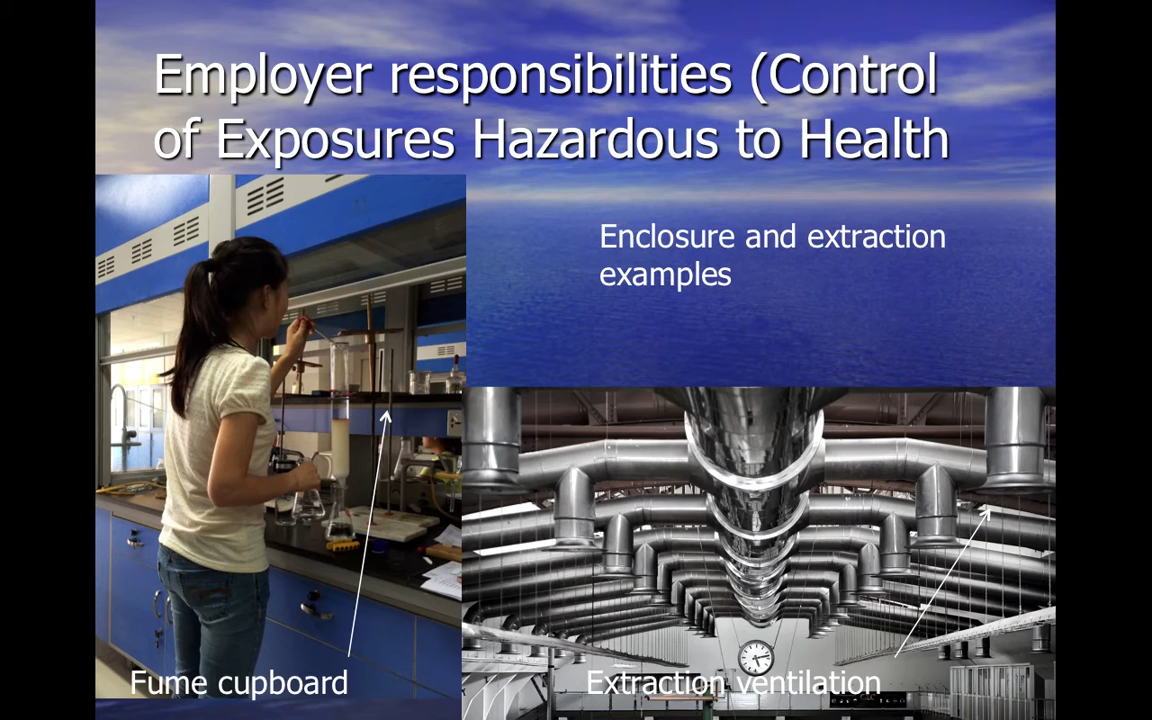 Employer responsibilities (Control
of Exposures Hazardous to Health
Enclosure and extraction
examples
Fume cupboard
Extraction ventilation